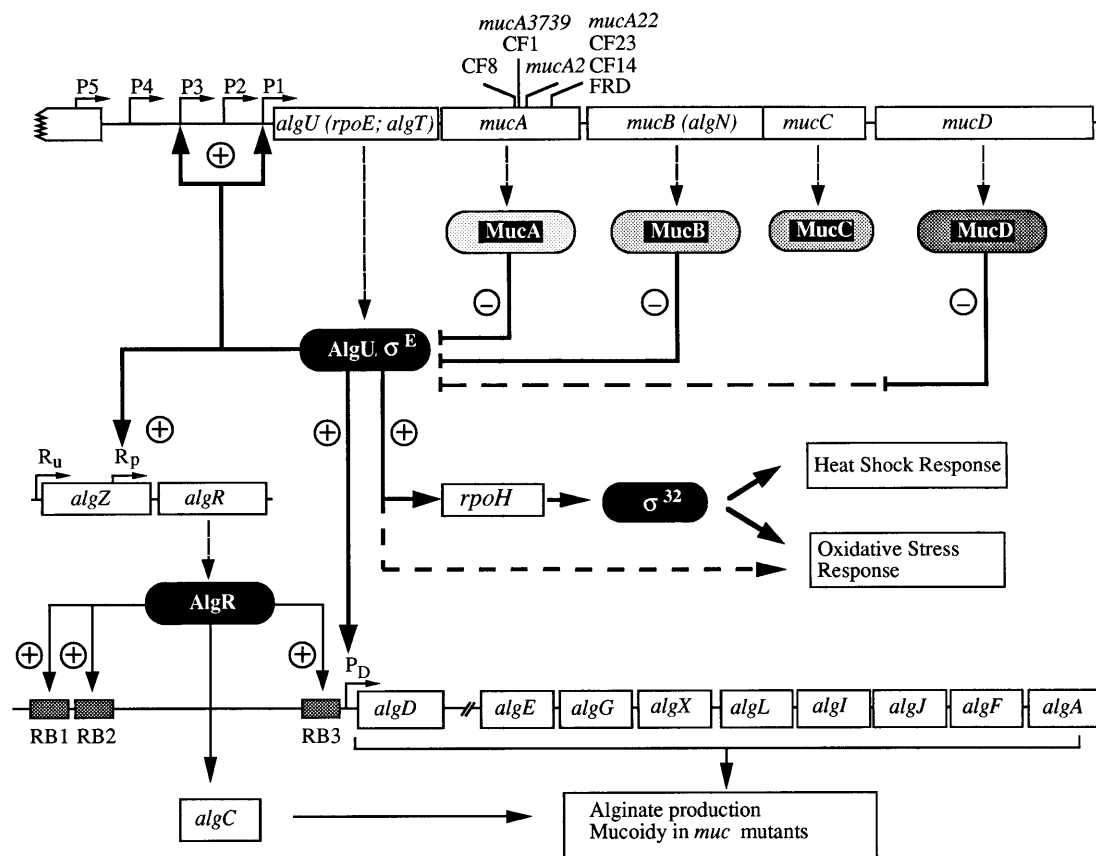 mucA3739
mucA22
CF1
CF23
CF8
mucA2
CF14
FRD
P5
P4
P3
P2
P1
algU (rpoE; algT)
mucA
mucB (algN)
mucC
mucD
+
MucA
MucB
MucC
MucD
−
−
−
AlgU, σE
+
+
+
Ru
Rp
algZ
algR
rpoH
σ32
Heat Shock Response
Oxidative Stress
Response
AlgR
+
+
+
PD
RB1
RB2
RB3
algD
algE
algG
algX
algL
algI
algJ
algF
algA
algC
Alginate production
Mucoidy in muc mutants